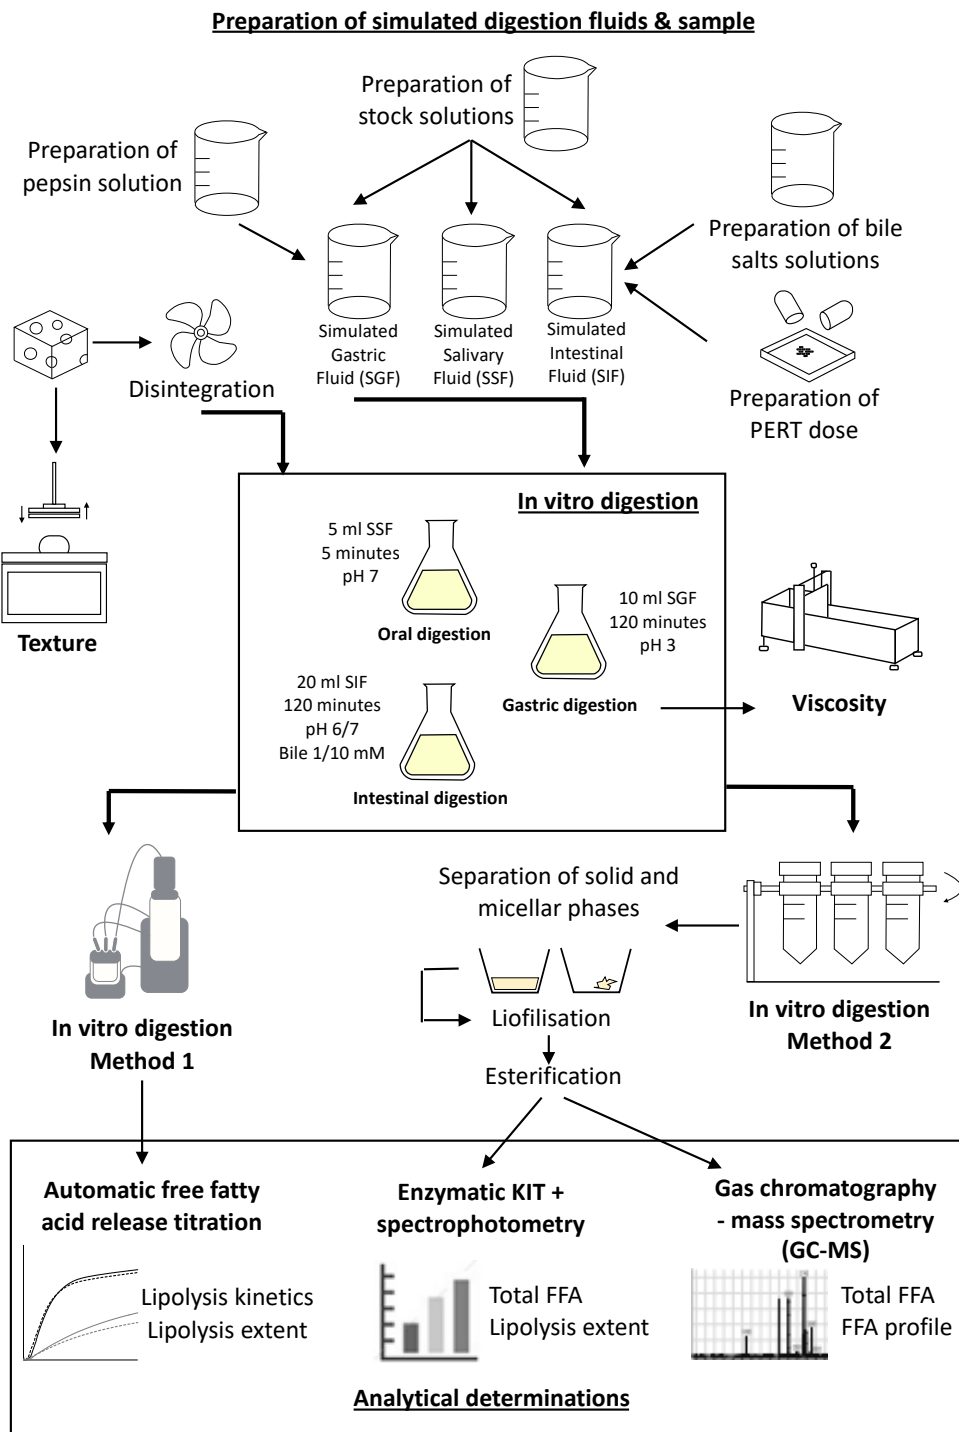 Preparation of simulated digestion fluids & sample
Preparation of
stock solutions
Preparation of
pepsin solution
Preparation of bile
salts solutions
Simulated
Gastric
Fluid (SGF)
Simulated
Salivary
Fluid (SSF)
Simulated
Intestinal
Fluid (SIF)
Disintegration
Preparation of
PERT dose
Texture
In vitro digestion
5 ml SSF
5 minutes
pH 7
Oral digestion
10 ml SGF
120 minutes
pH 3
Gastric digestion
20 ml SIF
120 minutes
pH 6/7
Bile 1/10 mM
Intestinal digestion
Viscosity
In vitro digestion
Method 1
Separation of solid and
micellar phases
Liofilisation
Esterification
In vitro digestion
Method 2
Automatic free fatty
acid release titration
Lipolysis kinetics
Lipolysis extent
Enzymatic KIT +
spectrophotometry
Total FFA
Lipolysis extent
Gas chromatography
- mass spectrometry
(GC-MS)
Total FFA
FFA profile
Analytical determinations